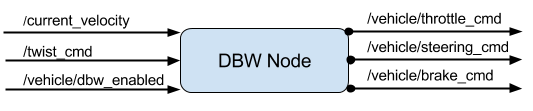 /current_velocity
/twist_cmd
/vehicle/dbw_enabled
DBW Node
/vehicle/throttle_cmd
/vehicle/steering_cmd
/vehicle/brake_cmd